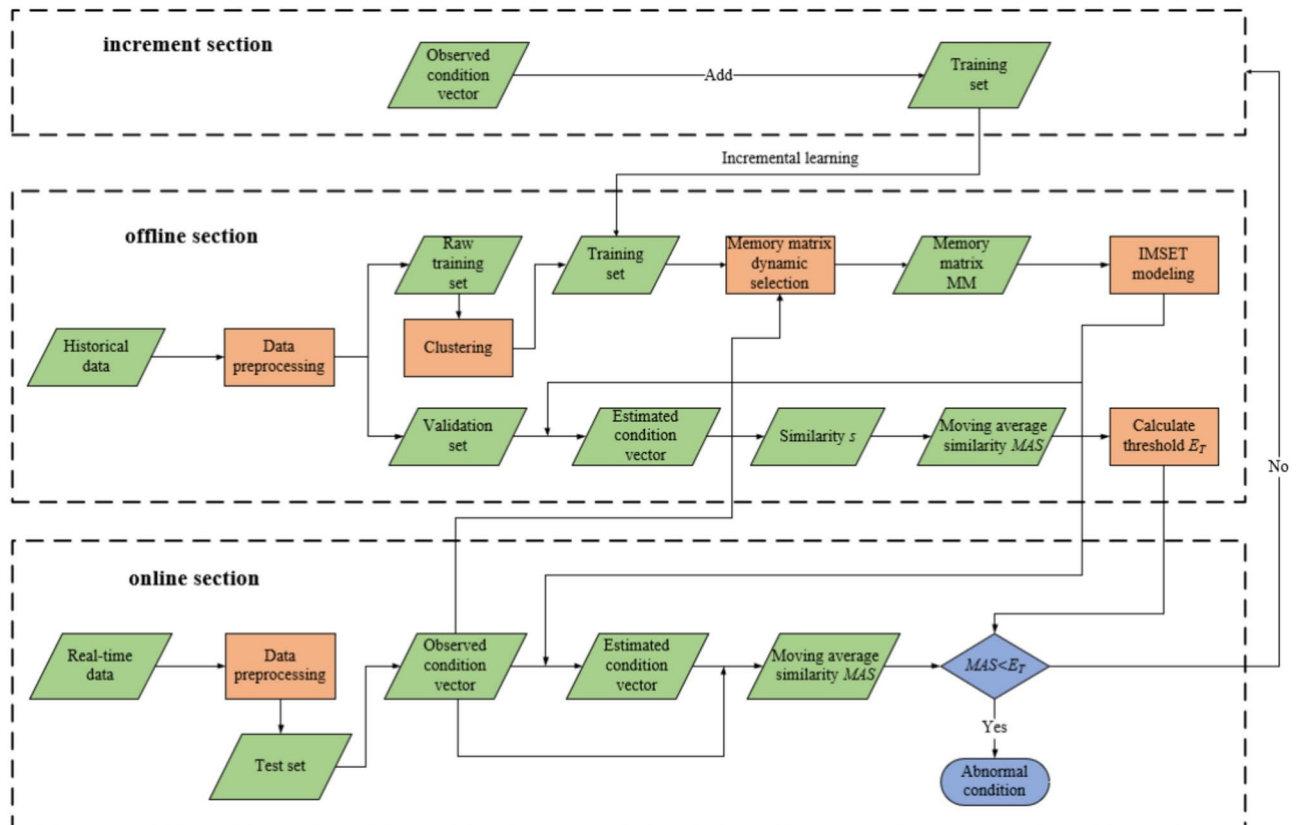 increment section
Observed
condition
vector
Add
Training
set
Incremental learning
offline section
Raw
training
set
Training
set
Memory matrix
dynamic
selection
Memory
matrix
MM
IMSET
modeling
Historical
data
Data
preprocessing
Clustering
Validation
set
Estimated
condition
vector
Similarity s
Moving average
similarity MAS
Calculate
threshold E_T
No
online section
Real-time
data
Data
preprocessing
Observed
condition
vector
Estimated
condition
vector
Moving average
similarity MAS
MAS<E_T
Yes
Test set
Abnormal
condition